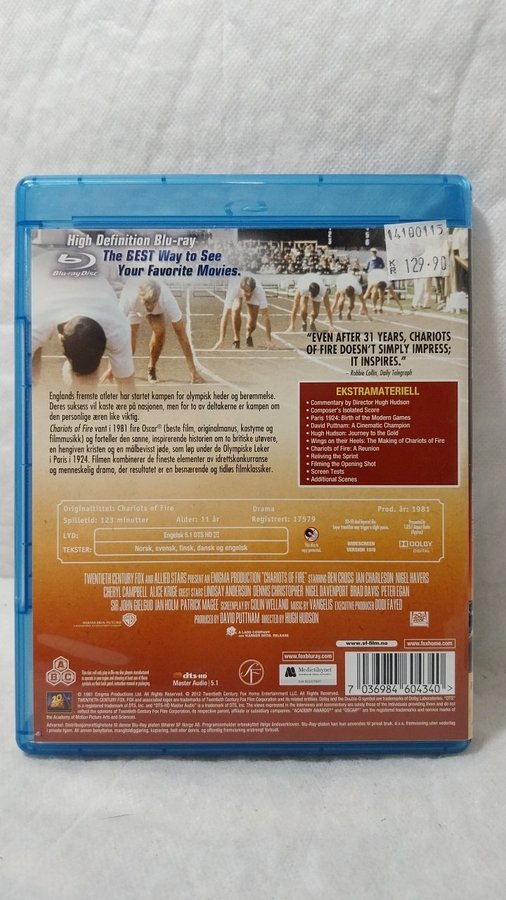 High Definition Blu-ray
The BEST Way to See
Your Favorite Movies.
Blu-ray Disc
14100115
KR 129.90
"EVEN AFTER 31 YEARS, CHARIOTS
OF FIRE DOESN'T SIMPLY IMPRESS;
IT INSPIRES."
- Robbie Collin, Daily Telegraph
Englands fremste atleter har startet kampen for olympisk heder og berømmelse.
Deres suksess vil kaste ære på nasjonen, men for to av deltakerne er kampen om
den personlige æren like viktig.
Chariots of Fire vant i 1981 fire Oscar® (beste film, originalmanus, kostyme og
filmmusikk) og forteller den sanne, inspirerende historien om to britiske utøvere,
en hengiven kristen og en målbevisst jøde, som løp under de Olympiske Leker
i Paris i 1924. Filmen kombinerer de fineste elementer av idrettskonkurranse
og menneskelig drama, der resultatet er en besnærende og tidløs filmklassiker.
EKSTRAMATERIELL
• Commentary by Director Hugh Hudson
• Composer's Isolated Score
• Paris 1924: Birth of the Modern Games
• David Puttnam: A Cinematic Champion
• Hugh Hudson: Journey to the Gold
• Wings on their Heels: The Making of Chariots of Fire
• Chariots of Fire: A Reunion
• Reliving the Sprint
• Filming the Opening Shot
• Screen Tests
• Additional Scenes
Originaltittel: Chariots of Fire Drama Prod. år: 1981
Spilletid: 123 minutter Alder: 11 år Registrert: 17579
LYD: Engelsk 5.1 DTS HD
TEKSTER: Norsk, svensk, finsk, dansk og engelsk
WIDESCREEN
VERSION 16:9
DOLBY
TWENTIETH CENTURY FOX AND ALLIED STARS PRESENT AN ENIGMA PRODUCTION "CHARIOTS OF FIRE" STARRING BEN CROSS IAN CHARLESON NIGEL HAVERS
CHERYL CAMPBELL ALICE KRIGE GUEST STARS LINDSAY ANDERSON DENNIS CHRISTOPHER NIGEL DAVENPORT BRAD DAVIS PETER EGAN
SIR JOHN GIELGUD IAN HOLM PATRICK MAGEE SCREENPLAY BY COLIN WELLAND MUSIC BY VANGELIS EXECUTIVE PRODUCER DODI FAYED
PRODUCED BY DAVID PUTTNAM DIRECTED BY HUGH HUDSON
A LADD COMPANY
AND WARNER BROS. RELEASE
www.foxbluray.com
www.sf-film.no
www.foxhome.com
A B C
dts-HD
Master Audio 5.1
Medietilsynet
7 036984 604340 >